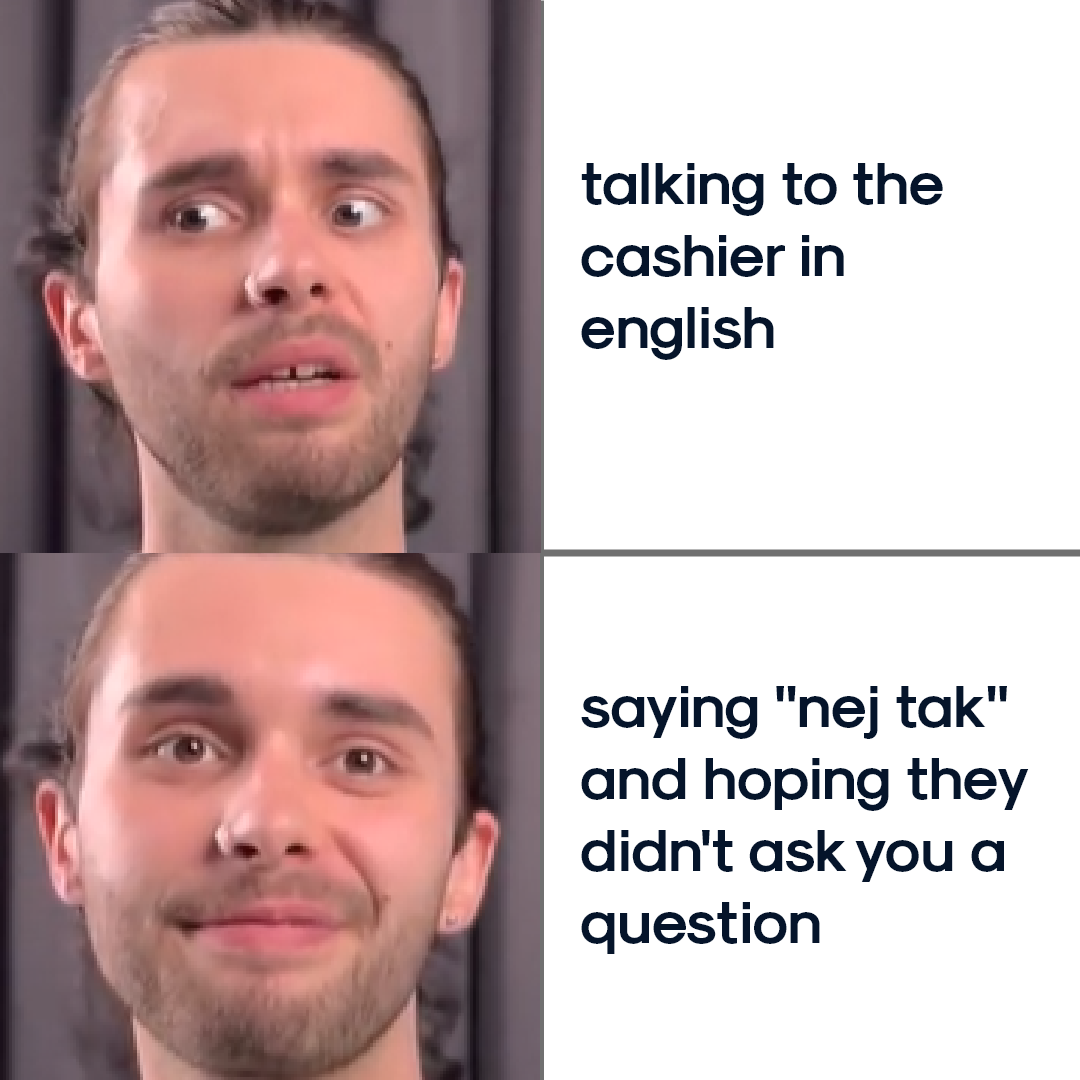 talking to the
cashier in
english
saying "nej tak"
and hoping they
didn't ask you a
question